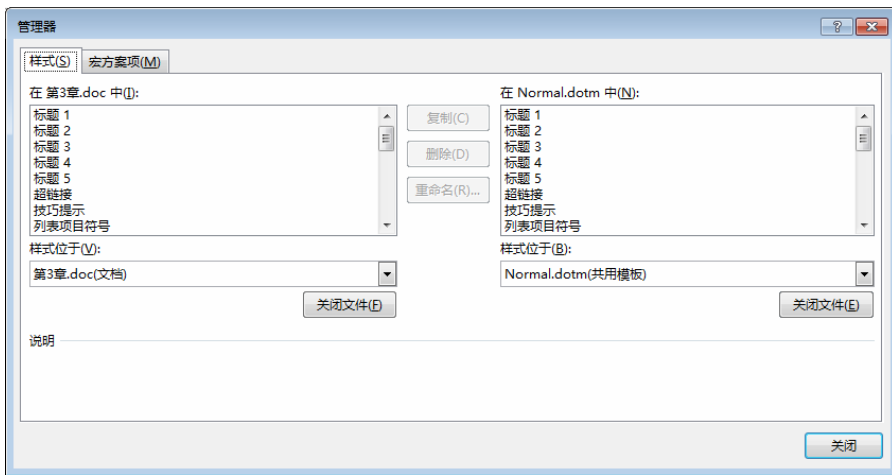 管理器
样式(S) 宏方案项(M)
在 第3章.doc 中(I):
标题 1
标题 2
标题 3
标题 4
标题 5
超链接
技巧提示
列表项目符号
样式位于(V):
第3章.doc(文档)
关闭文件(F)
复制(C)
删除(D)
重命名(R)...
在 Normal.dotm 中(N):
标题 1
标题 2
标题 3
标题 4
标题 5
超链接
技巧提示
列表项目符号
样式位于(B):
Normal.dotm(共用模板)
关闭文件(E)
说明
关闭